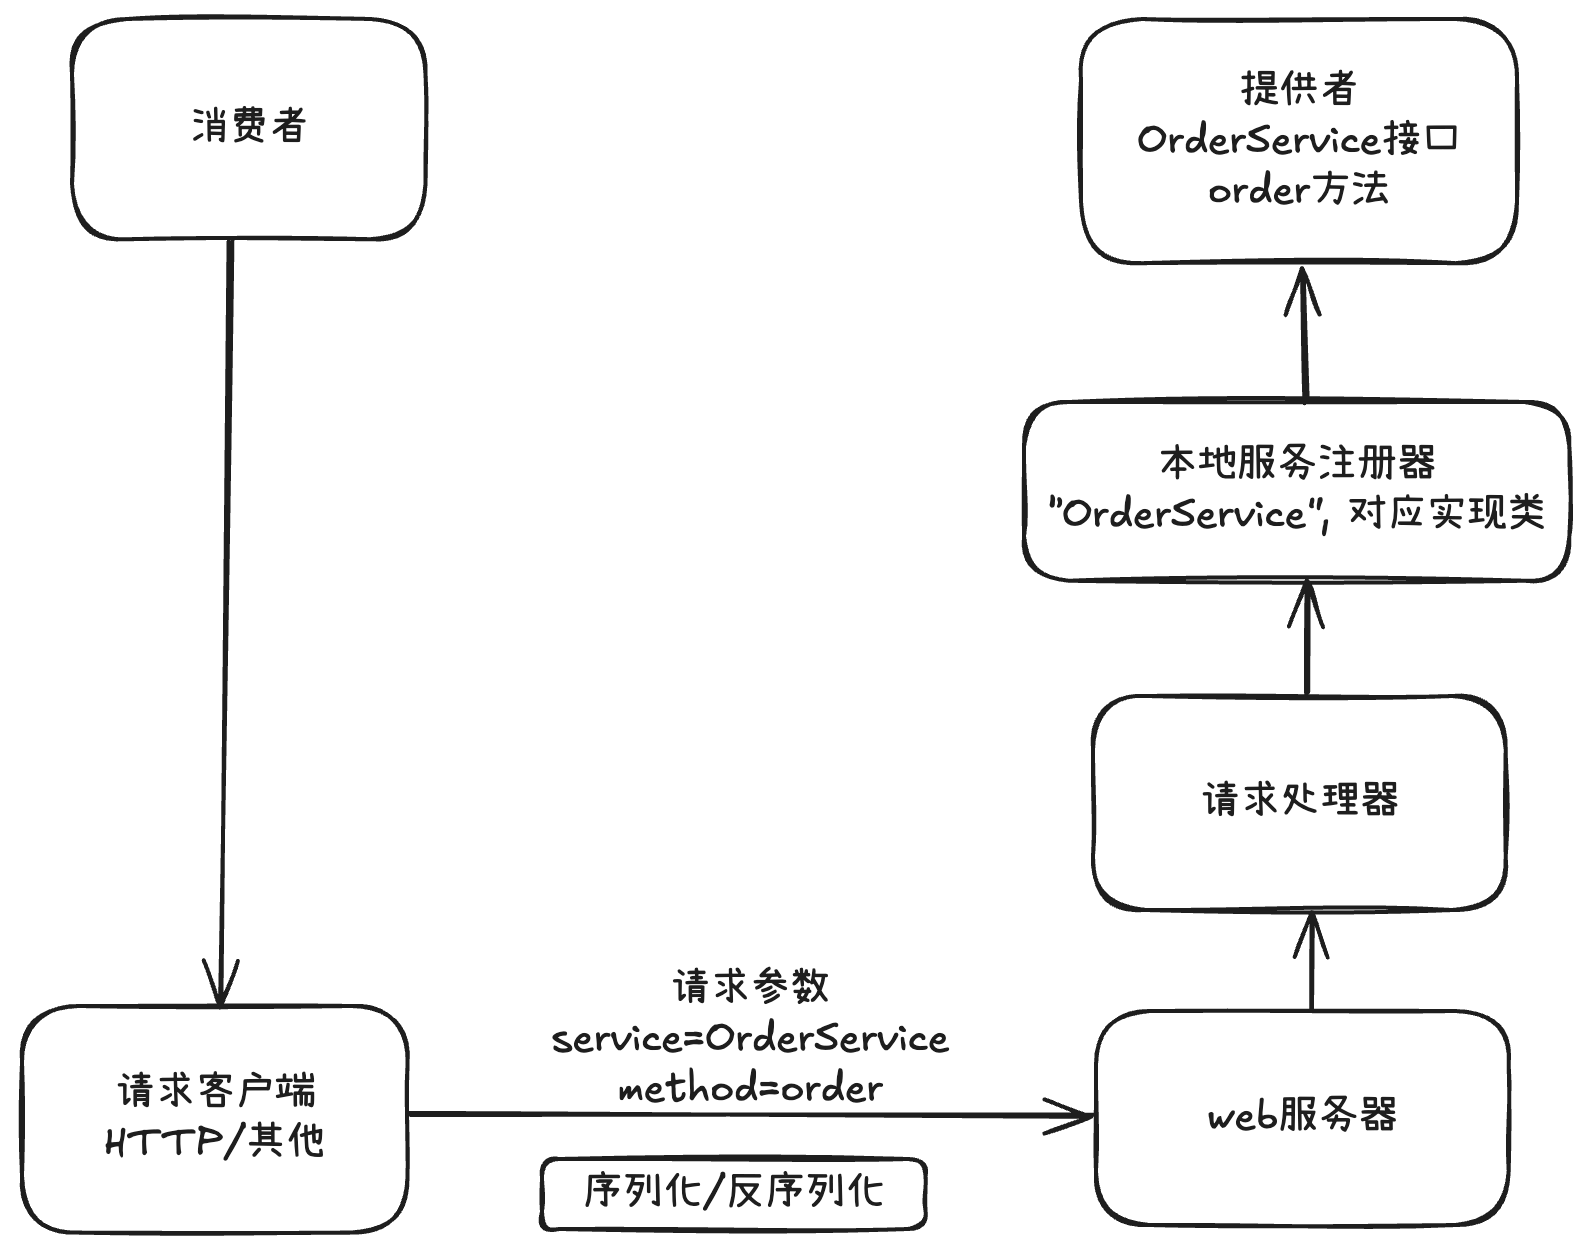 消费者
提供者
OrderService接口
order方法
本地服务注册器
"OrderService", 对应实现类
请求处理器
请求参数
service=OrderService
method=order
请求客户端
HTTP/其他
web服务器
序列化/反序列化